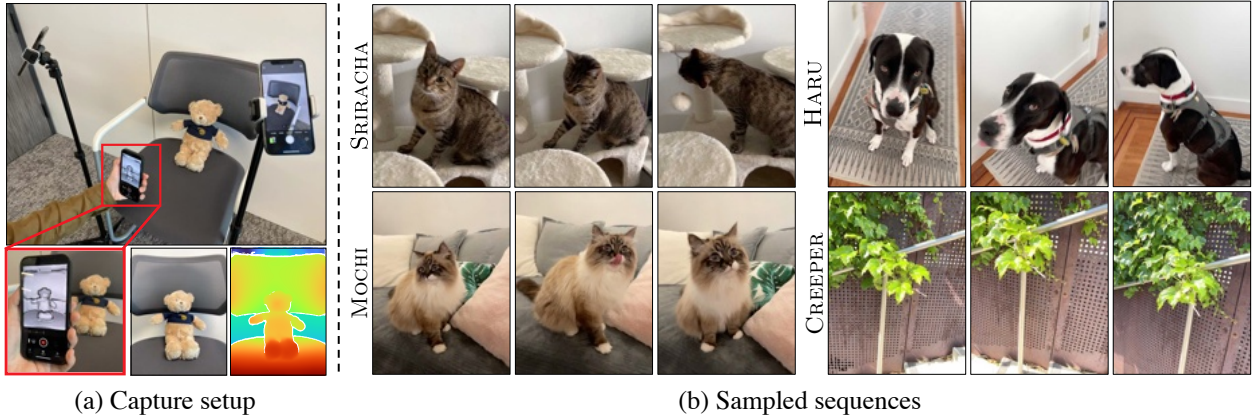 SRIRACHA
HARU
MOCHI
CREEPER
(a) Capture setup
(b) Sampled sequences